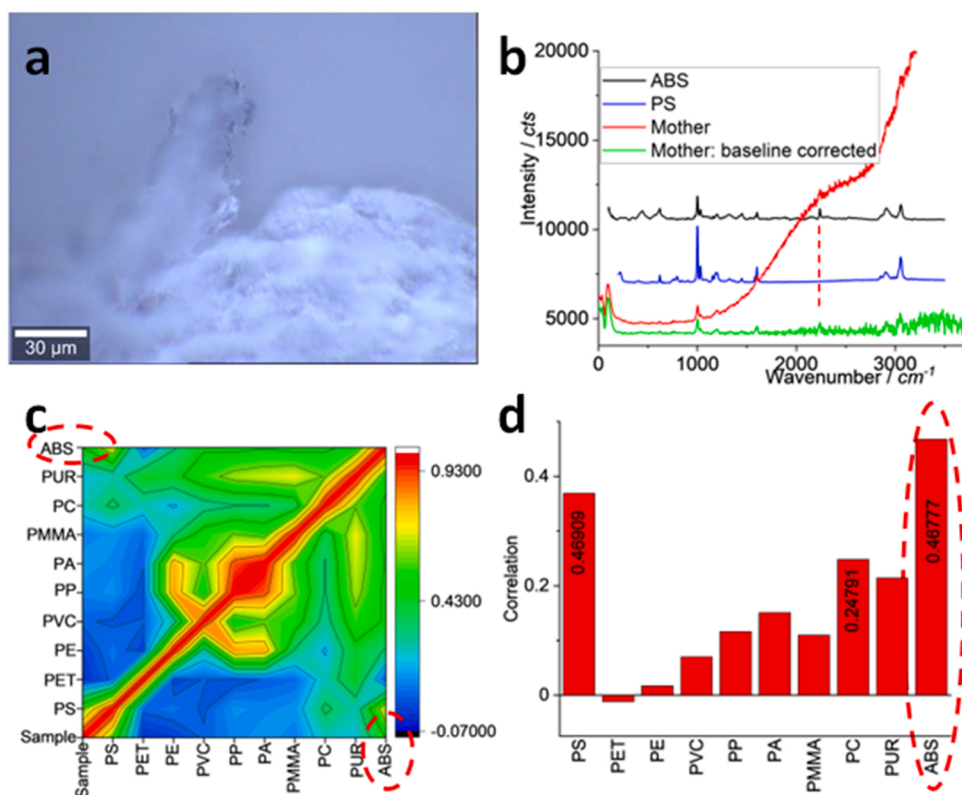 a
30 µm
b
20000
15000
10000
5000
Intensity / cts
ABS
PS
Mother
Mother: baseline corrected
0
1000
2000
3000
Wavenumber / cm-1
c
ABS
PUR
PC
PMMA
PA
PP
PVC
PE
PET
PS
Sample
Sample
PS
PET
PE
PVC
PP
PA
PMMA
PC
PUR
ABS
0.9300
0.4300
-0.07000
d
Correlation
0.4
0.2
0
0.46909
0.24791
0.46777
PS
PET
PE
PVC
PP
PA
PMMA
PC
PUR
ABS